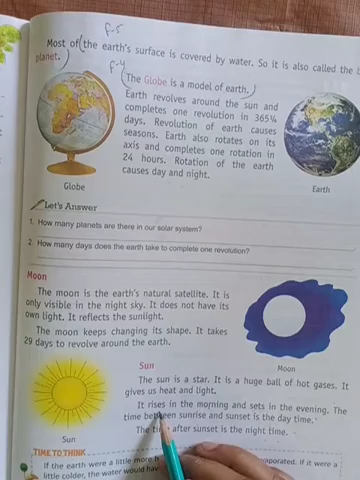 F-5
Most of the earth's surface is covered by water. So it is also called the
planet.
F-4
The Globe is a model of earth.
Earth revolves around the sun and
completes one revolution in 365¼
days. Revolution of earth causes
seasons. Earth also rotates on its
axis and completes one rotation in
24 hours. Rotation of the earth
causes day and night.
Globe
Earth
Let's Answer
1. How many planets are there in our solar system?
2. How many days does the earth take to complete one revolution?
Moon
The moon is the earth's natural satellite. It is
only visible in the night sky. It does not have its
own light. It reflects the sunlight.
The moon keeps changing its shape. It takes
29 days to revolve around the earth.
Moon
Sun
The sun is a star. It is a huge ball of hot gases. It
gives us heat and light.
It rises in the morning and sets in the evening. The
time between sunrise and sunset is the day time.
The time after sunset is the night time.
Sun
TIME TO THINK
If the earth were a little more evaporated. If it were a
little colder, the water would have